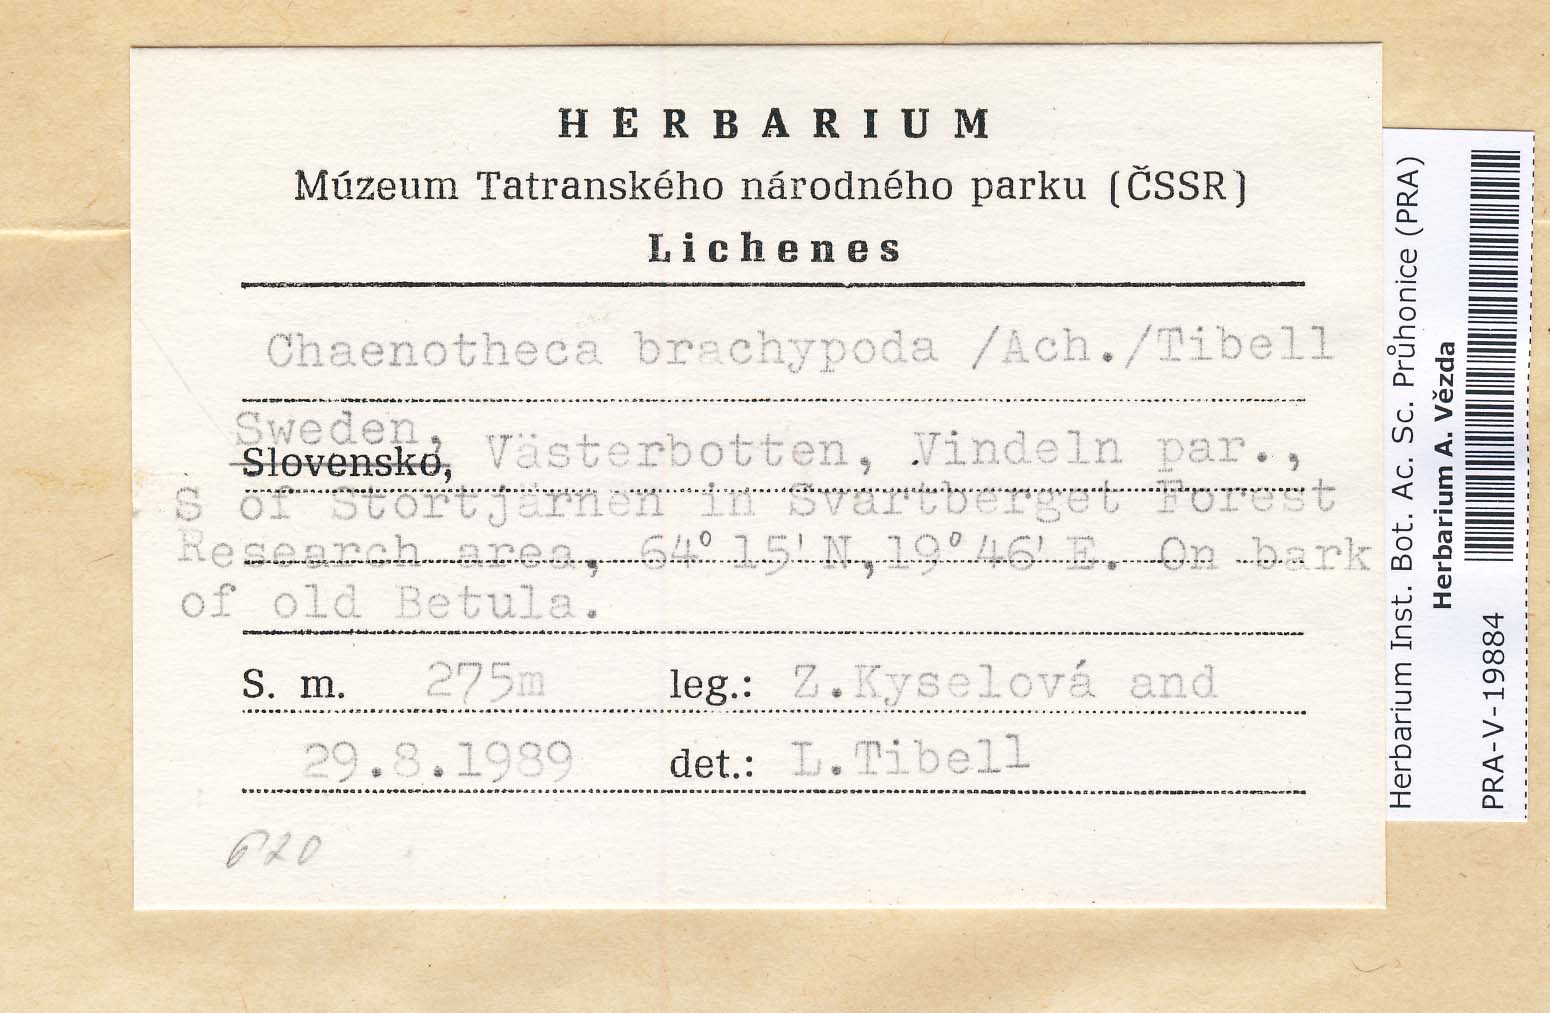 HERBARIUM
Múzeum Tatranského národného parku (ČSSR)
Lichenes
Chaenotheca brachypoda /Ach./Tibell
Sweden,
Slovensko, Västerbotten, Vindeln par.,
S of Stortjärnen in Svartberget Forest
Research area, 64° 15' N,19° 46' E. On bark
of old Betula.
S. m. 275m leg.: Z.Kyselová and
29.8.1989 det.: L.Tibell
620
Herbarium Inst. Bot. Ac. Sc. Průhonice (PRA)
Herbarium A. Vězda
PRA-V-19884